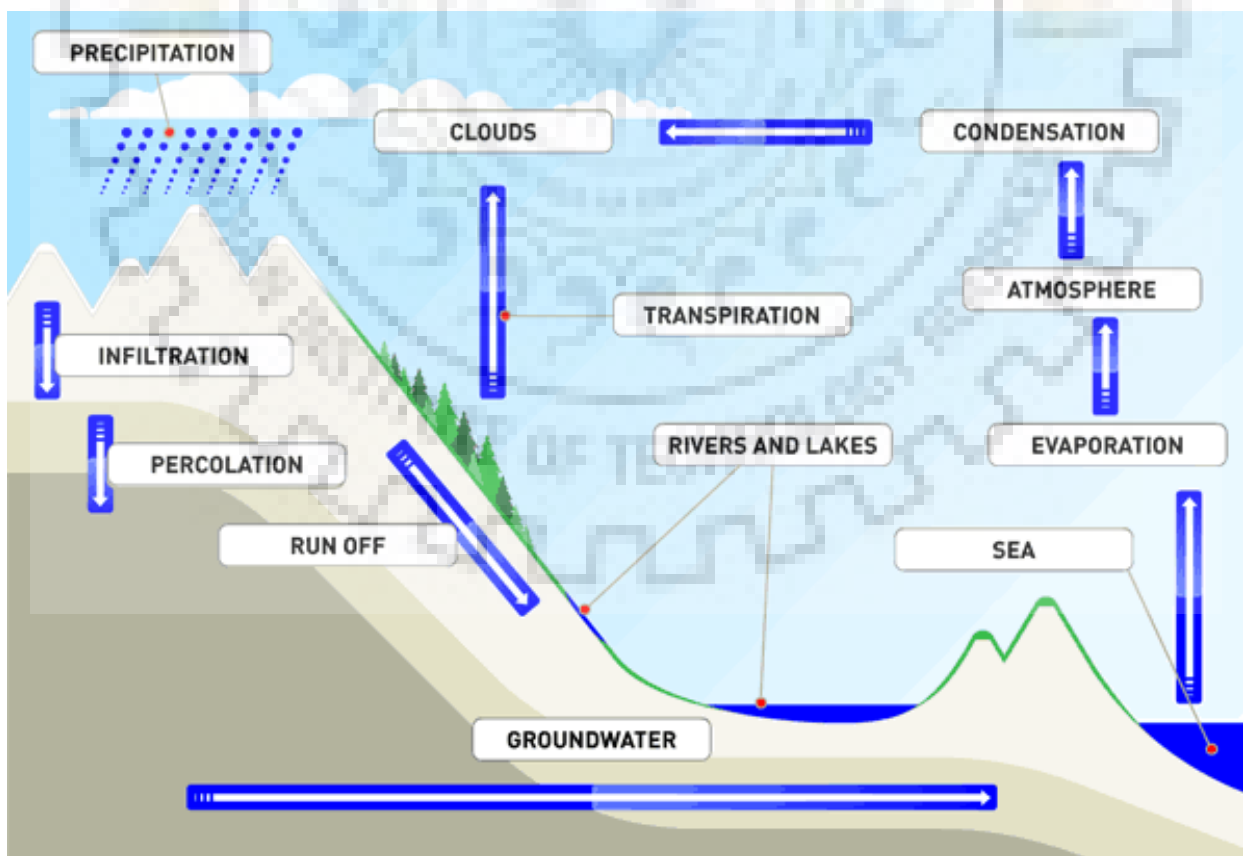 PRECIPITATION
CLOUDS
CONDENSATION
ATMOSPHERE
TRANSPIRATION
INFILTRATION
RIVERS AND LAKES
EVAPORATION
PERCOLATION
RUN OFF
SEA
GROUNDWATER